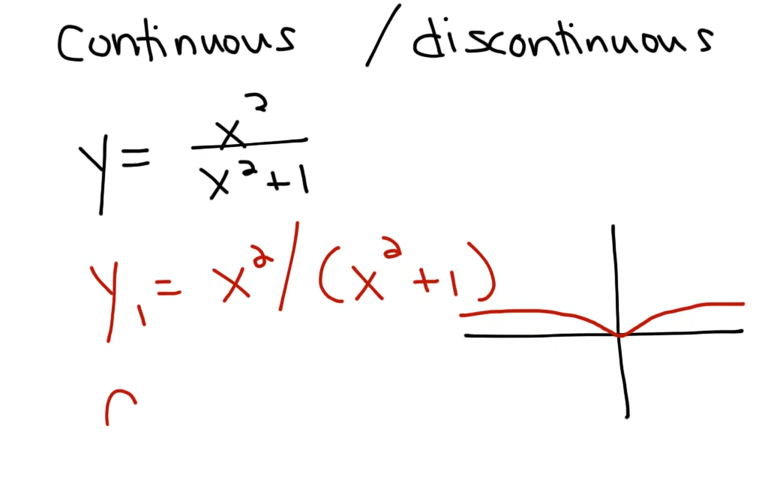 continuous / discontinuous
y = x² / x² + 1
y₁ = x² / (x² + 1)